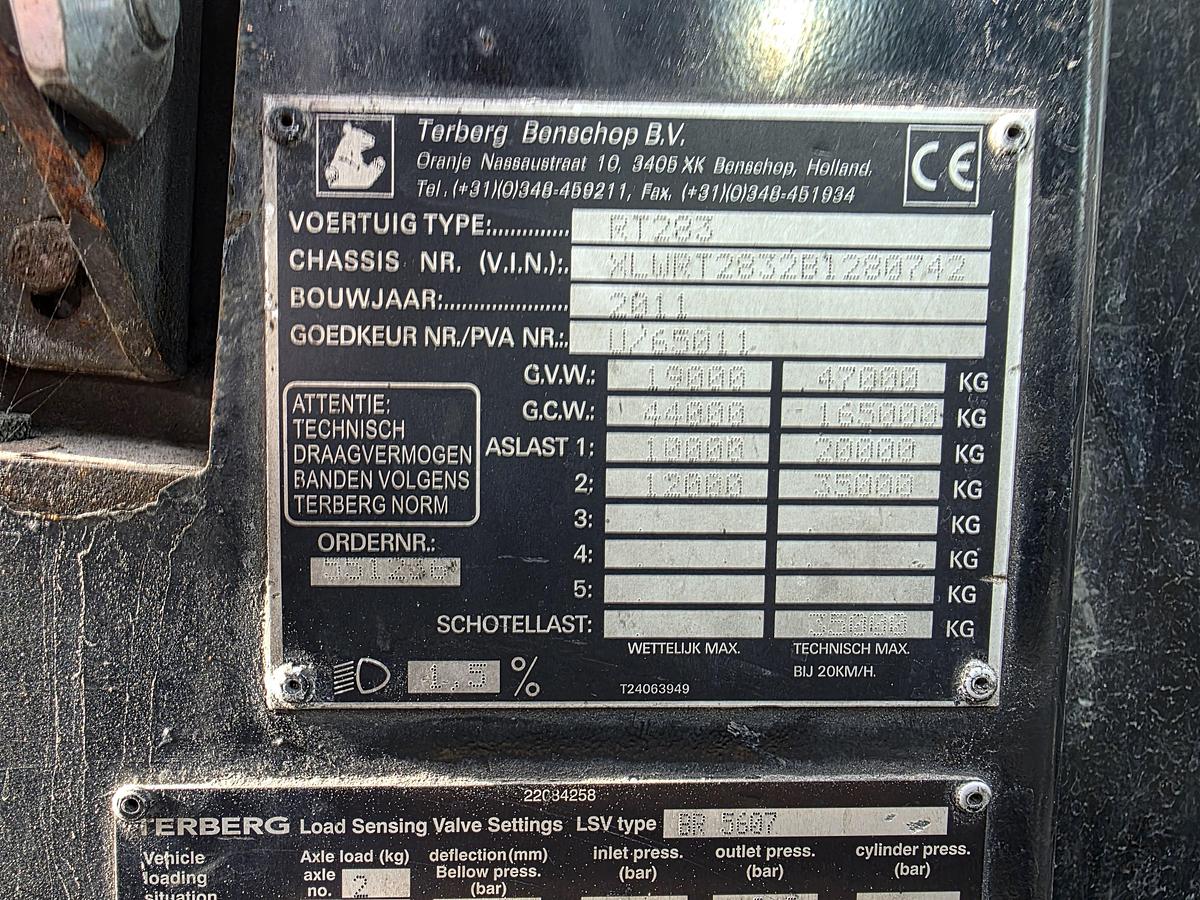 Terberg Benschop B.V.
Oranje Nassaustraat 10, 3405 XK Benschop, Holland,
Tel. (+31)(0)348-459211, Fax. (+31)(0)348-451934
CE
VOERTUIG TYPE:............. RT283
CHASSIS NR. (V.I.N.):. XLWRT2832B1280742
BOUWJAAR:..................... 2011
GOEDKEUR NR./PVA NR.:. U/65011
G.V.W.: 19000 47000 KG
G.C.W.: 44000 165000 KG
ASLAST 1: 10000 20000 KG
2: 12000 35000 KG
3: KG
4: KG
5: KG
SCHOTELLAST: 35000 KG
WETTELIJK MAX. TECHNISCH MAX.
BIJ 20KM/H.
ATTENTIE:
TECHNISCH
DRAAGVERMOGEN
BANDEN VOLGENS
TERBERG NORM
ORDERNR.:
1,5 %
T24063949
TERBERG Load Sensing Valve Settings LSV type BR 5607
Vehicle Axle load (kg) deflection(mm) inlet press. outlet press. cylinder press.
loading axle Bellow press. (bar) (bar) (bar)
situation no. 2 (bar)